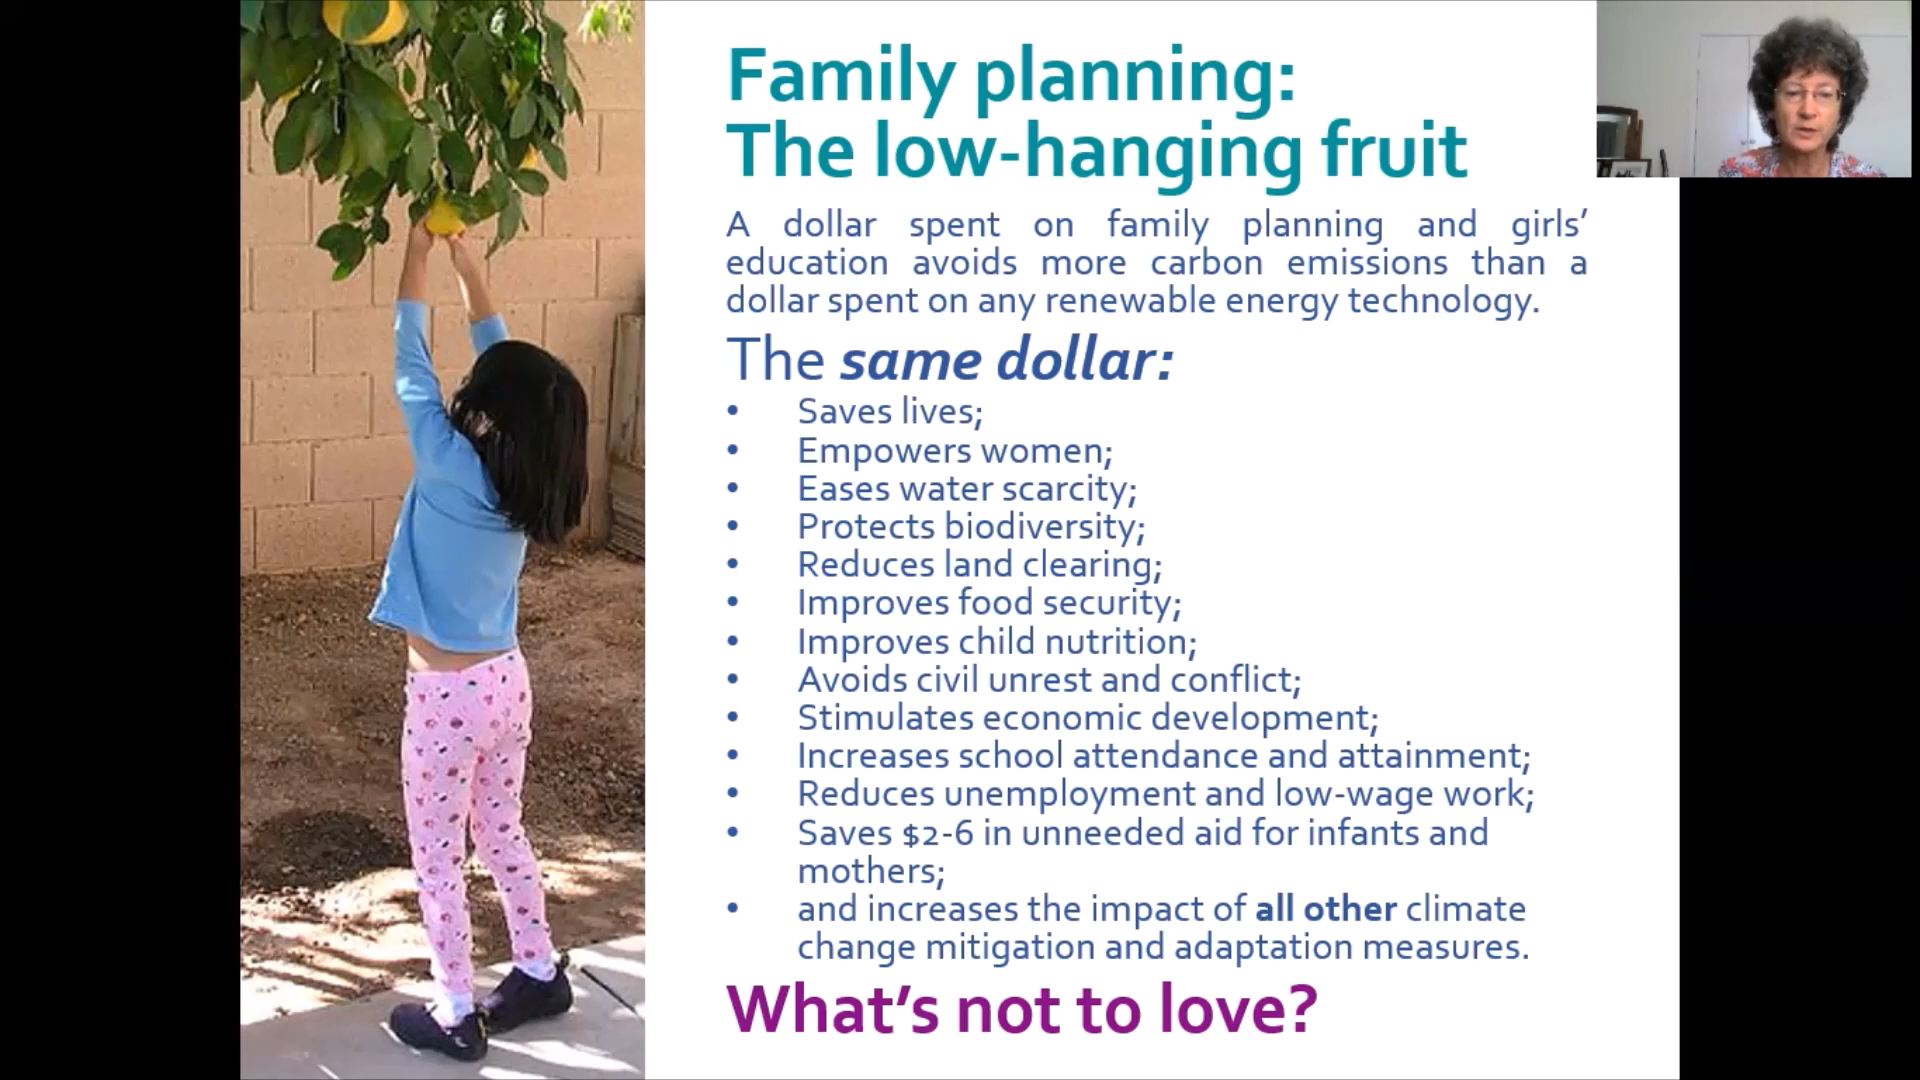 Family planning:
The low-hanging fruit
A dollar spent on family planning and girls’
education avoids more carbon emissions than a
dollar spent on any renewable energy technology.
The same dollar:
• Saves lives;
• Empowers women;
• Eases water scarcity;
• Protects biodiversity;
• Reduces land clearing;
• Improves food security;
• Improves child nutrition;
• Avoids civil unrest and conflict;
• Stimulates economic development;
• Increases school attendance and attainment;
• Reduces unemployment and low-wage work;
• Saves $2-6 in unneeded aid for infants and
mothers;
• and increases the impact of all other climate
change mitigation and adaptation measures.
What’s not to love?